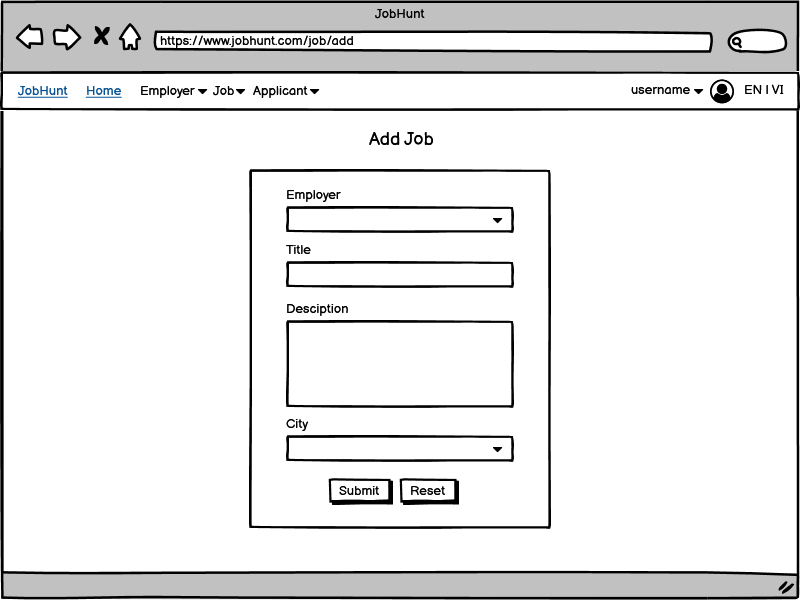 JobHunt
https://www.jobhunt.com/job/add
JobHunt Home Employer Job Applicant username EN | VI
Add Job
Employer
Title
Desciption
City
Submit Reset